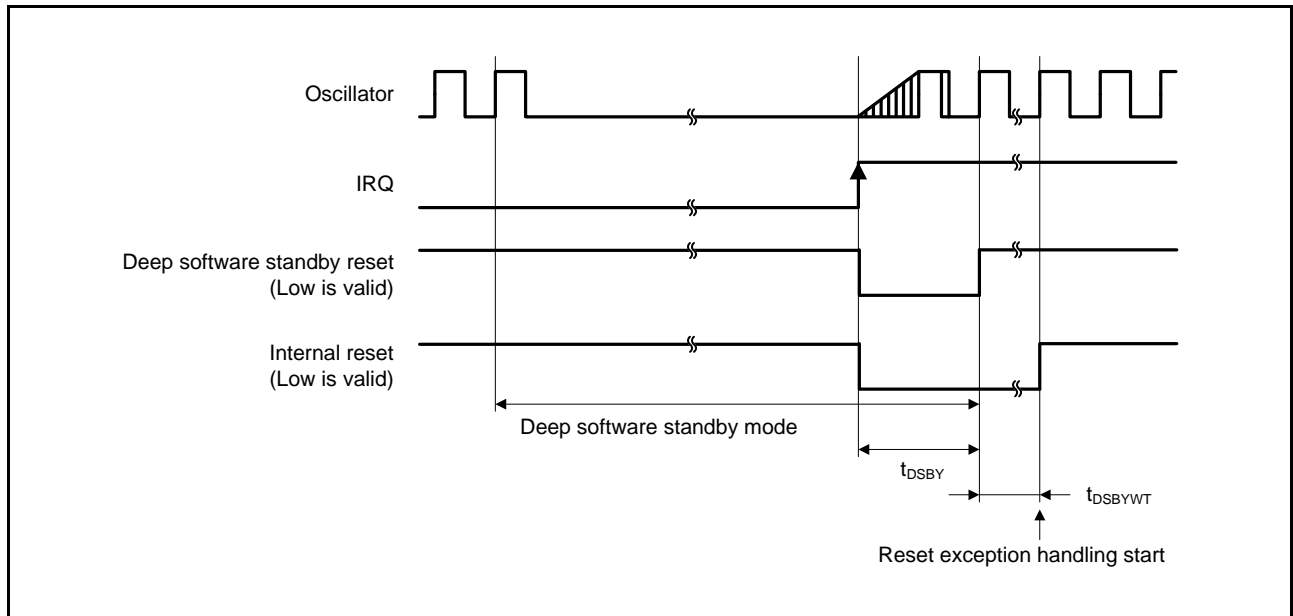 Oscillator
IRQ
Deep software standby reset
(Low is valid)
Internal reset
(Low is valid)
Deep software standby mode
tDSBY
tDSBYWT
Reset exception handling start